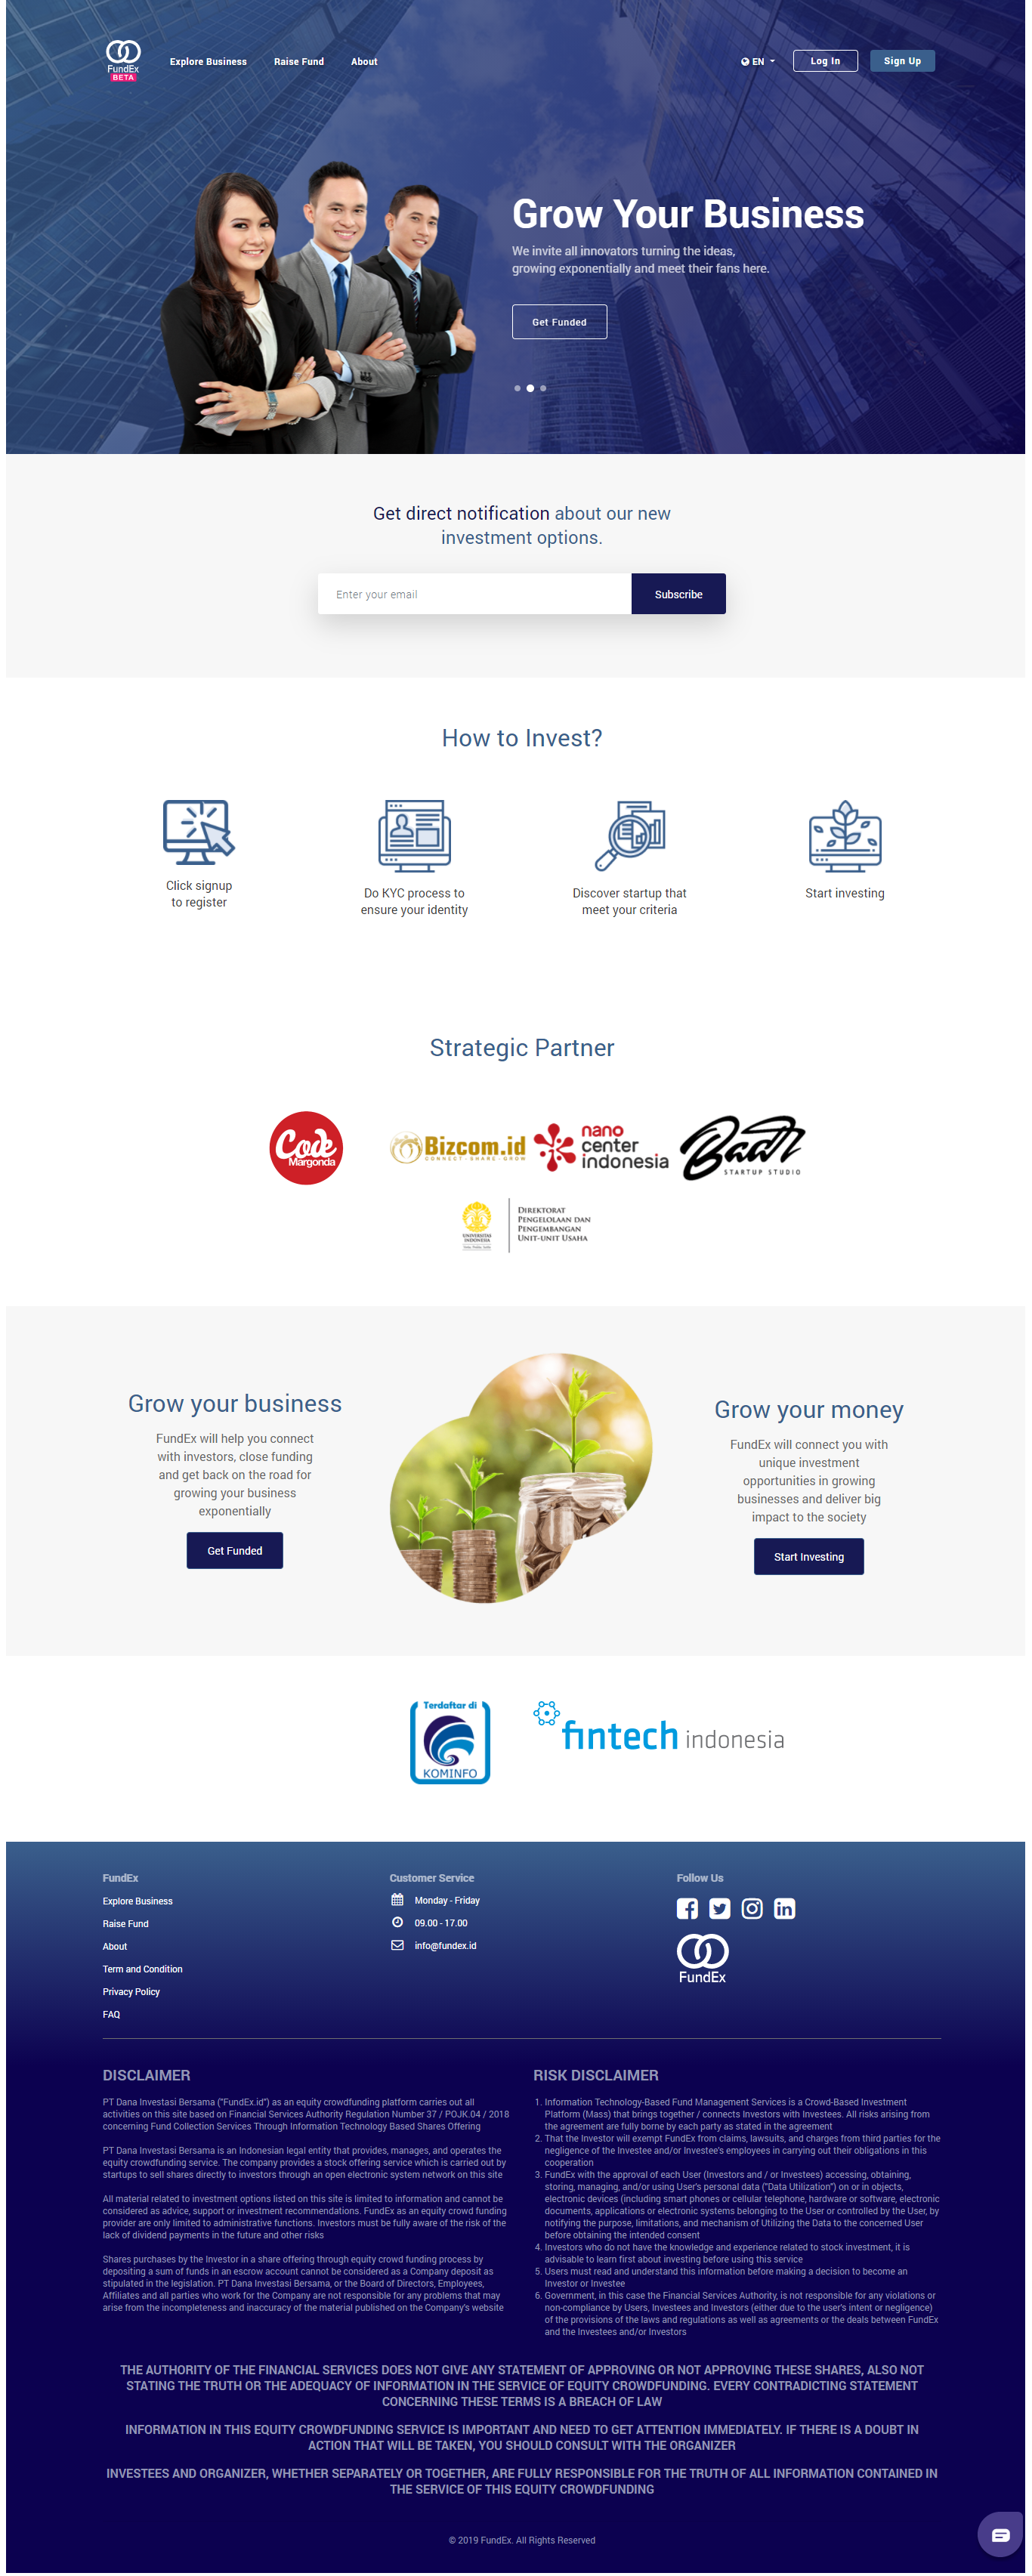 FundEx
BETA
Explore Business
Raise Fund
About
EN
Log In
Sign Up
Grow Your Business
We invite all innovators turning the ideas,
growing exponentially and meet their fans here.
Get Funded
Get direct notification about our new
investment options.
Enter your email
Subscribe
How to Invest?
Click signup
to register
Do KYC process to
ensure your identity
Discover startup that
meet your criteria
Start investing
Strategic Partner
Code
Margonda
Bizcom.id
CONNECT · SHARE · GROW
nano
center
indonesia
Badr
STARTUP STUDIO
UNIVERSITAS
INDONESIA
DIREKTORAT
PENGELOLAAN DAN
PENGEMBANGAN
UNIT-UNIT USAHA
Grow your business
FundEx will help you connect
with investors, close funding
and get back on the road for
growing your business
exponentially
Get Funded
Grow your money
FundEx will connect you with
unique investment
opportunities in growing
businesses and deliver big
impact to the society
Start Investing
Terdaftar di
KOMINFO
fintech indonesia
FundEx
Explore Business
Raise Fund
About
Term and Condition
Privacy Policy
FAQ
Customer Service
Monday - Friday
09.00 - 17.00
info@fundex.id
Follow Us
FundEx
DISCLAIMER
PT Dana Investasi Bersama ("FundEx.id") as an equity crowdfunding platform carries out all
activities on this site based on Financial Services Authority Regulation Number 37 / POJK.04 / 2018
concerning Fund Collection Services Through Information Technology Based Shares Offering
PT Dana Investasi Bersama is an Indonesian legal entity that provides, manages, and operates the
equity crowdfunding service. The company provides a stock offering service which is carried out by
startups to sell shares directly to investors through an open electronic system network on this site
All material related to investment options listed on this site is limited to information and cannot be
considered as advice, support or investment recommendations. FundEx as an equity crowd funding
provider are only limited to administrative functions. Investors must be fully aware of the risk of the
lack of dividend payments in the future and other risks
Shares purchases by the Investor in a share offering through equity crowd funding process by
depositing a sum of funds in an escrow account cannot be considered as a Company deposit as
stipulated in the legislation. PT Dana Investasi Bersama, or the Board of Directors, Employees,
Affiliates and all parties who work for the Company are not responsible for any problems that may
arise from the incompleteness and inaccuracy of the material published on the Company's website
RISK DISCLAIMER
1. Information Technology-Based Fund Management Services is a Crowd-Based Investment
Platform (Mass) that brings together / connects Investors with Investees. All risks arising from
the agreement are fully borne by each party as stated in the agreement
2. That the Investor will exempt FundEx from claims, lawsuits, and charges from third parties for the
negligence of the Investee and/or Investee's employees in carrying out their obligations in this
cooperation
3. FundEx with the approval of each User (Investors and / or Investees) accessing, obtaining,
storing, managing, and/or using User's personal data ("Data Utilization") on or in objects,
electronic devices (including smart phones or cellular telephone, hardware or software, electronic
documents, applications or electronic systems belonging to the User or controlled by the User, by
notifying the purpose, limitations, and mechanism of Utilizing the Data to the concerned User
before obtaining the intended consent
4. Investors who do not have the knowledge and experience related to stock investment, it is
advisable to learn first about investing before using this service
5. Users must read and understand this information before making a decision to become an
Investor or Investee
6. Government, in this case the Financial Services Authority, is not responsible for any violations or
non-compliance by Users, Investees and Investors (either due to the user's intent or negligence)
of the provisions of the laws and regulations as well as agreements or the deals between FundEx
and the Investees and/or Investors
THE AUTHORITY OF THE FINANCIAL SERVICES DOES NOT GIVE ANY STATEMENT OF APPROVING OR NOT APPROVING THESE SHARES, ALSO NOT
STATING THE TRUTH OR THE ADEQUACY OF INFORMATION IN THE SERVICE OF EQUITY CROWDFUNDING. EVERY CONTRADICTING STATEMENT
CONCERNING THESE TERMS IS A BREACH OF LAW
INFORMATION IN THIS EQUITY CROWDFUNDING SERVICE IS IMPORTANT AND NEED TO GET ATTENTION IMMEDIATELY. IF THERE IS A DOUBT IN
ACTION THAT WILL BE TAKEN, YOU SHOULD CONSULT WITH THE ORGANIZER
INVESTEES AND ORGANIZER, WHETHER SEPARATELY OR TOGETHER, ARE FULLY RESPONSIBLE FOR THE TRUTH OF ALL INFORMATION CONTAINED IN
THE SERVICE OF THIS EQUITY CROWDFUNDING
© 2019 FundEx. All Rights Reserved